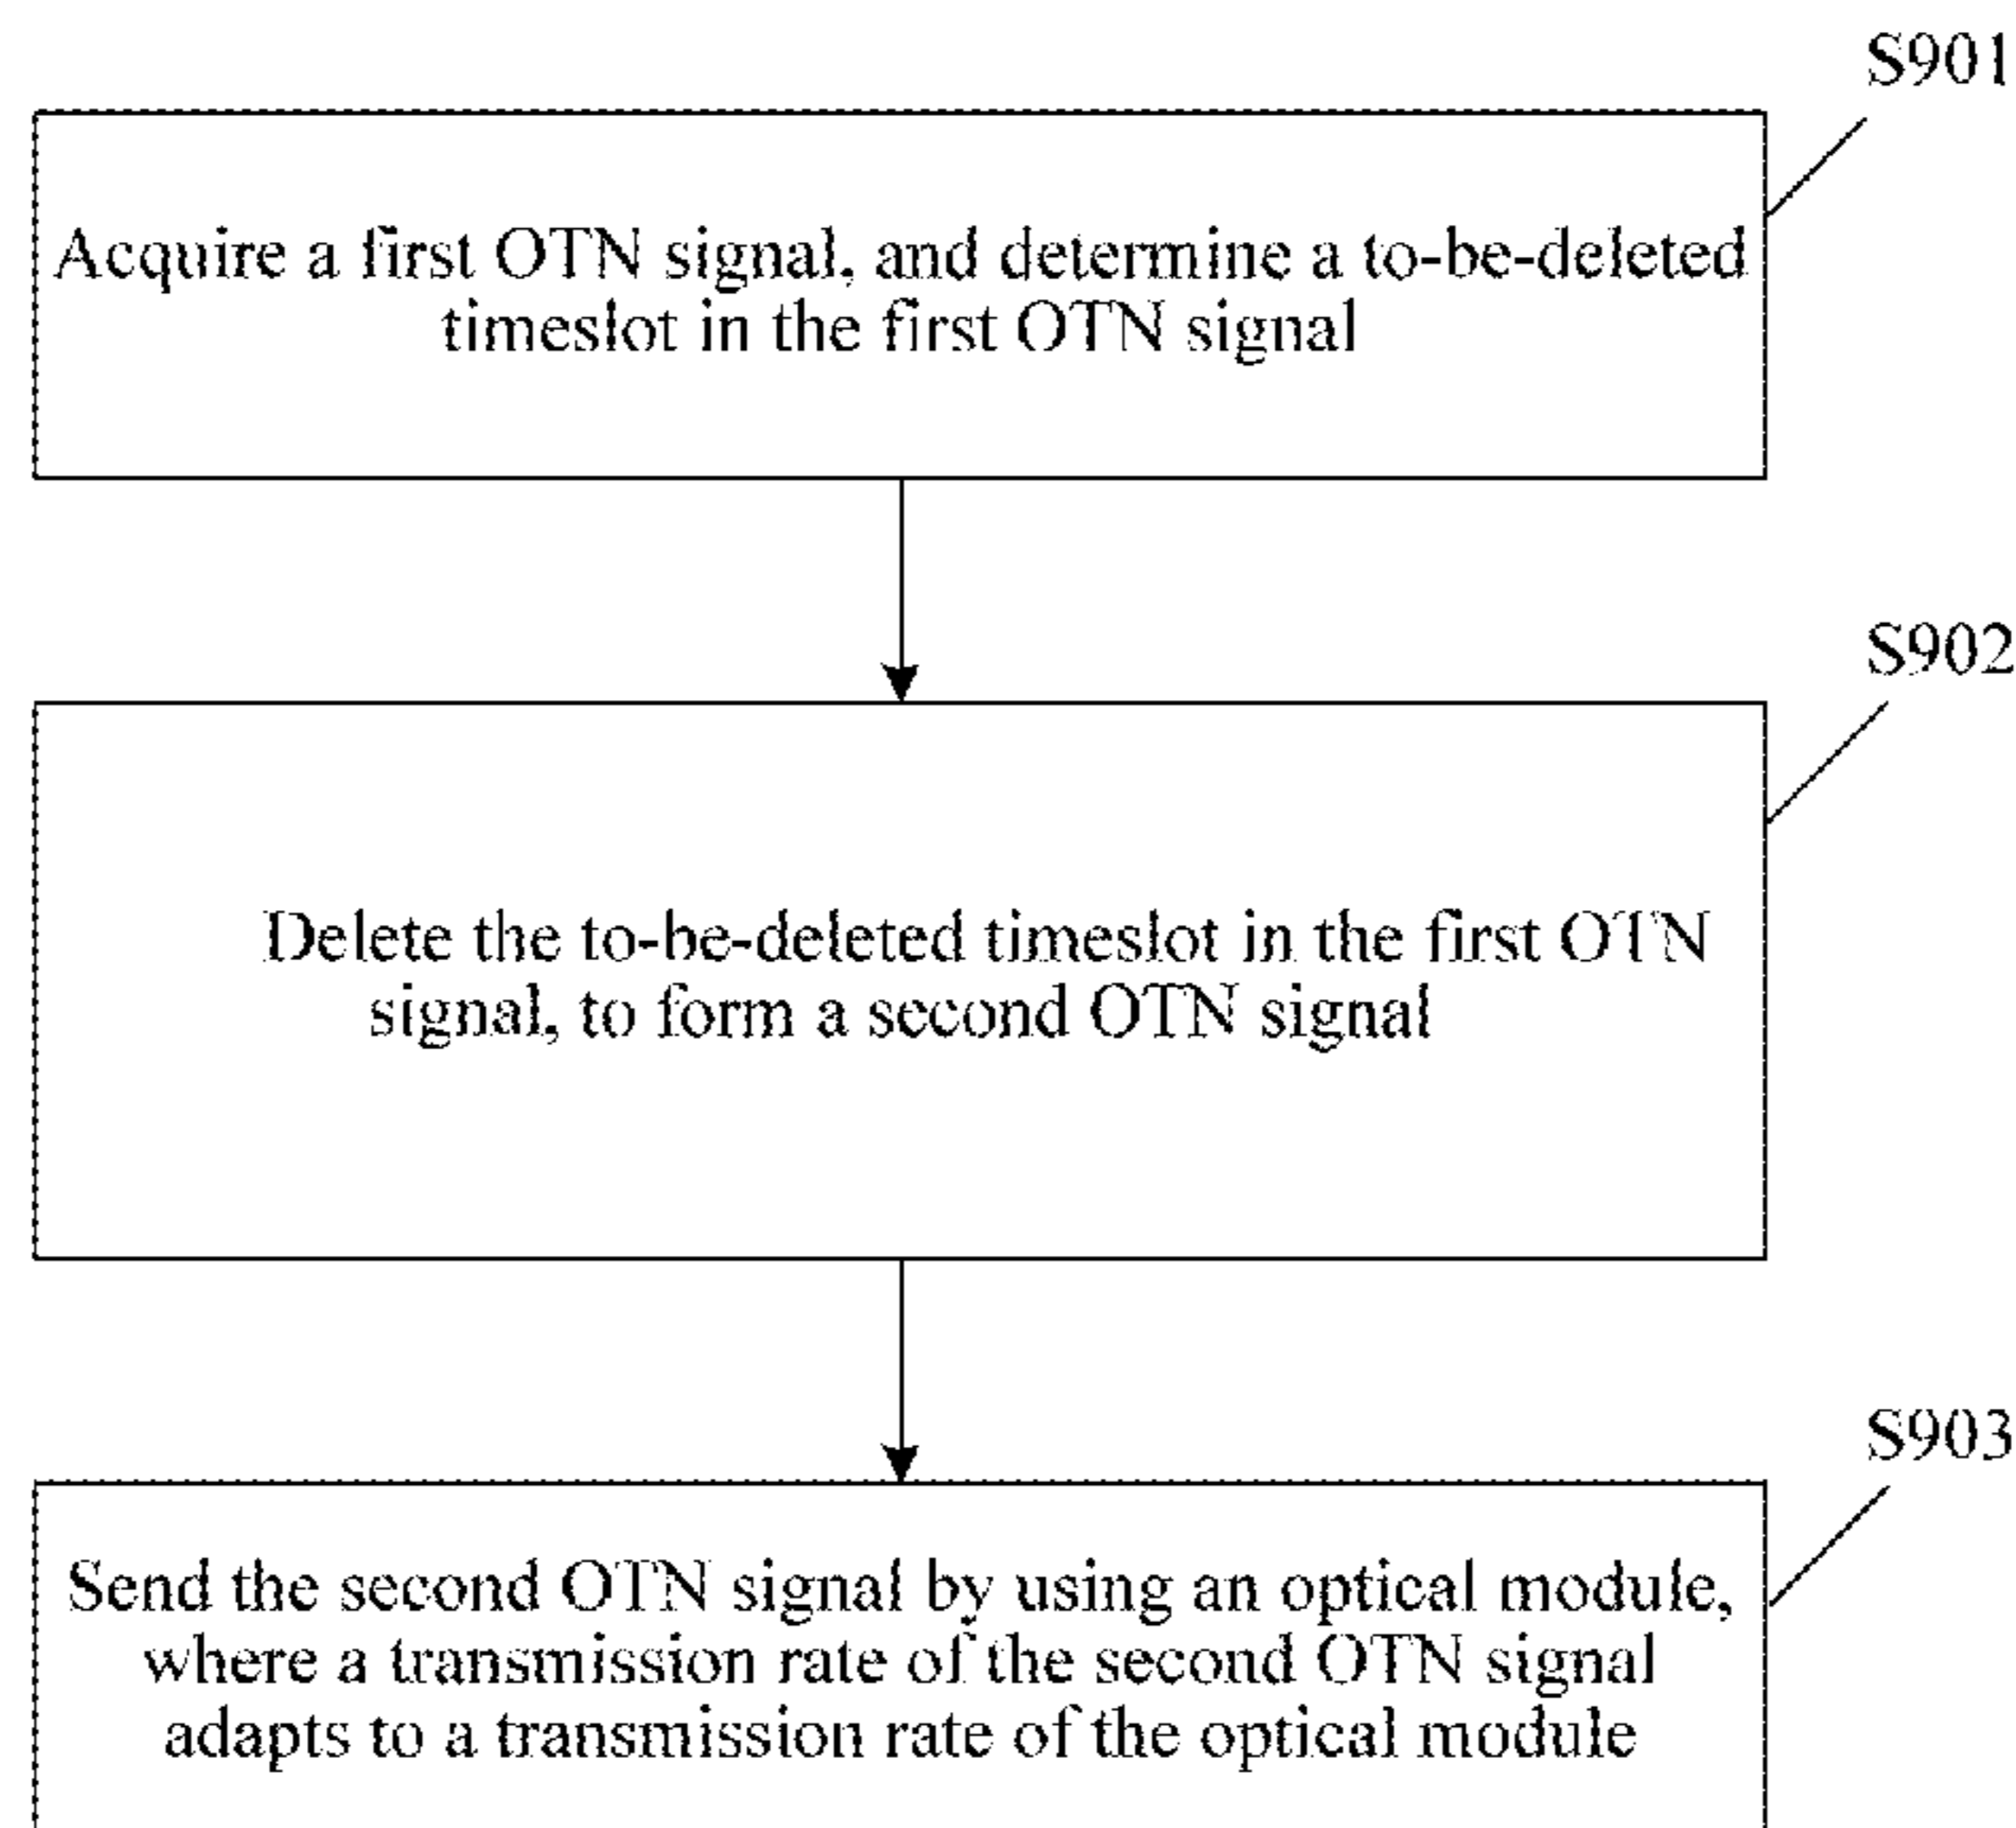 S901
Acquire a first OTN signal, and determine a to-be-deleted
timeslot in the first OTN signal
S902
Delete the to-be-deleted timeslot in the first OTN
signal, to form a second OTN signal
S903
Send the second OTN signal by using an optical module,
where a transmission rate of the second OTN signal
adapts to a transmission rate of the optical module